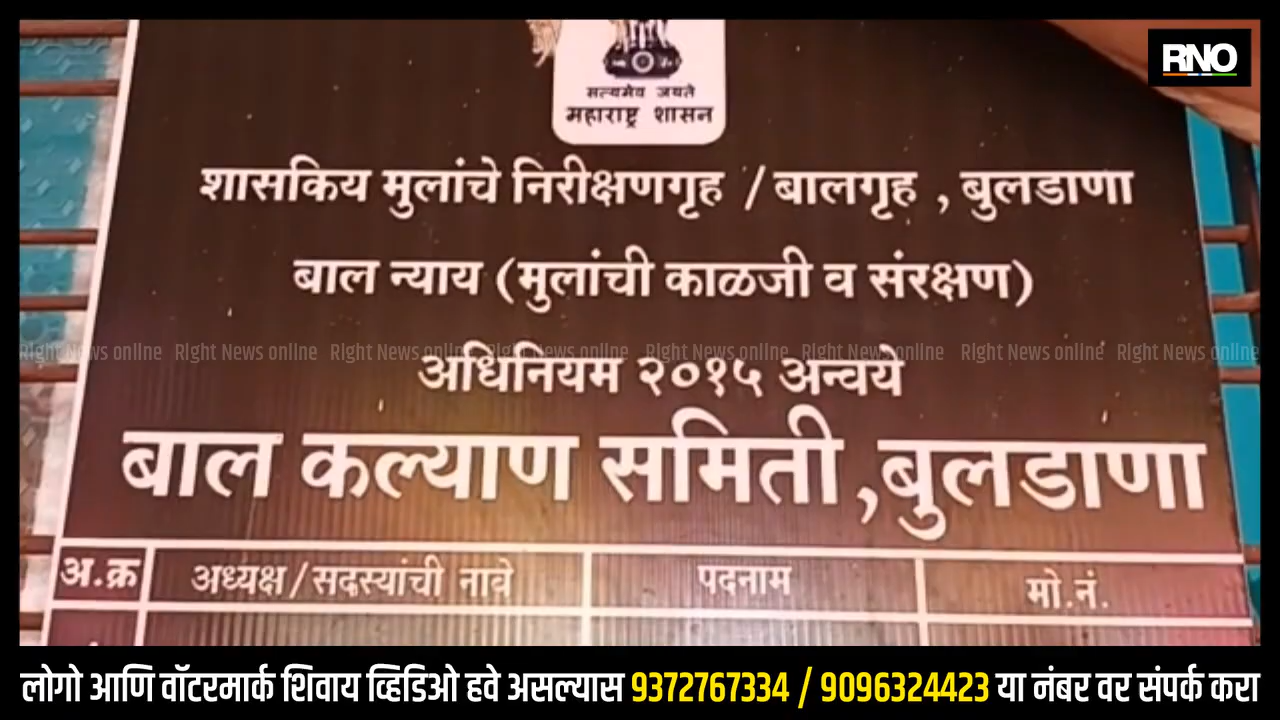 RNO
सत्यमेव जयते
महाराष्ट्र शासन
शासकिय मुलांचे निरीक्षणगृह / बालगृह , बुलडाणा
बाल न्याय (मुलांची काळजी व संरक्षण)
Right News online Right News online Right News online Right News online Right News online Right News online Right News online Right News online
अधिनियम २०१५ अन्वये
बाल कल्याण समिती ,बुलडाणा
अ.क्र अध्यक्ष/सदस्यांची नावे पदनाम मो.नं.
लोगो आणि वॉटरमार्क शिवाय व्हिडिओ हवे असल्यास 9372767334 / 9096324423 या नंबर वर संपर्क करा